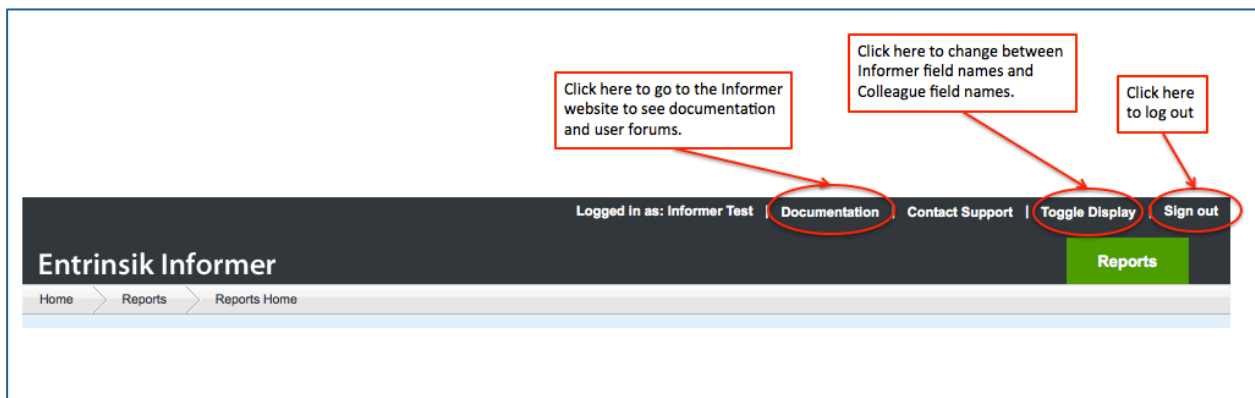 Click here to change between
Informer field names and
Colleague field names.
Click here to go to the Informer
website to see documentation
and user forums.
Click here
to log out
Logged in as: Informer Test | Documentation | Contact Support | Toggle Display | Sign out
Entrinsik Informer
Reports
Home Reports Reports Home